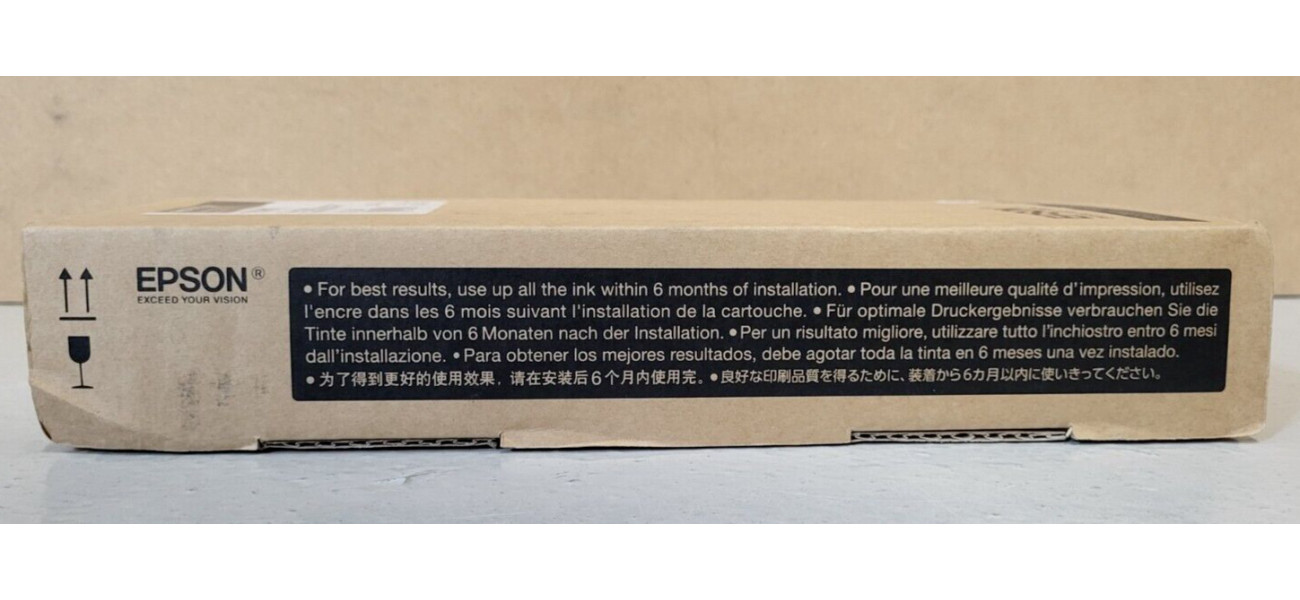 EPSON®
EXCEED YOUR VISION
• For best results, use up all the ink within 6 months of installation. • Pour une meilleure qualité d'impression, utilisez
l'encre dans les 6 mois suivant l'installation de la cartouche. • Für optimale Druckergebnisse verbrauchen Sie die
Tinte innerhalb von 6 Monaten nach der Installation. • Per un risultato migliore, utilizzare tutto l'inchiostro entro 6 mesi
dall'installazione. • Para obtener los mejores resultados, debe agotar toda la tinta en 6 meses una vez instalado.
• 为了得到更好的使用效果，请在安装后6个月内使用完。 • 良好な印刷品質を得るために、装着から6カ月以内に使いきってください。